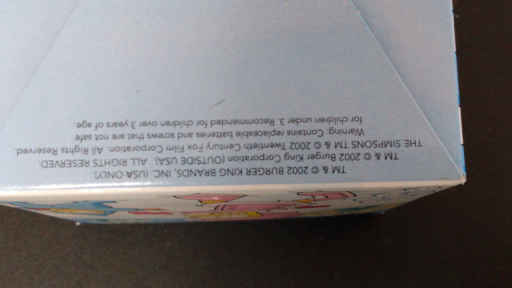 TM & © 2002 BURGER KING BRANDS, INC. (USA ONLY).
TM & © 2002 Burger King Corporation (OUTSIDE USA). ALL RIGHTS RESERVED.
THE SIMPSONS TM & © 2002 Twentieth Century Fox Film Corporation. All Rights Reserved.
Warning: Contains replaceable batteries and screws that are not safe
for children under 3. Recommended for children over 3 years of age.